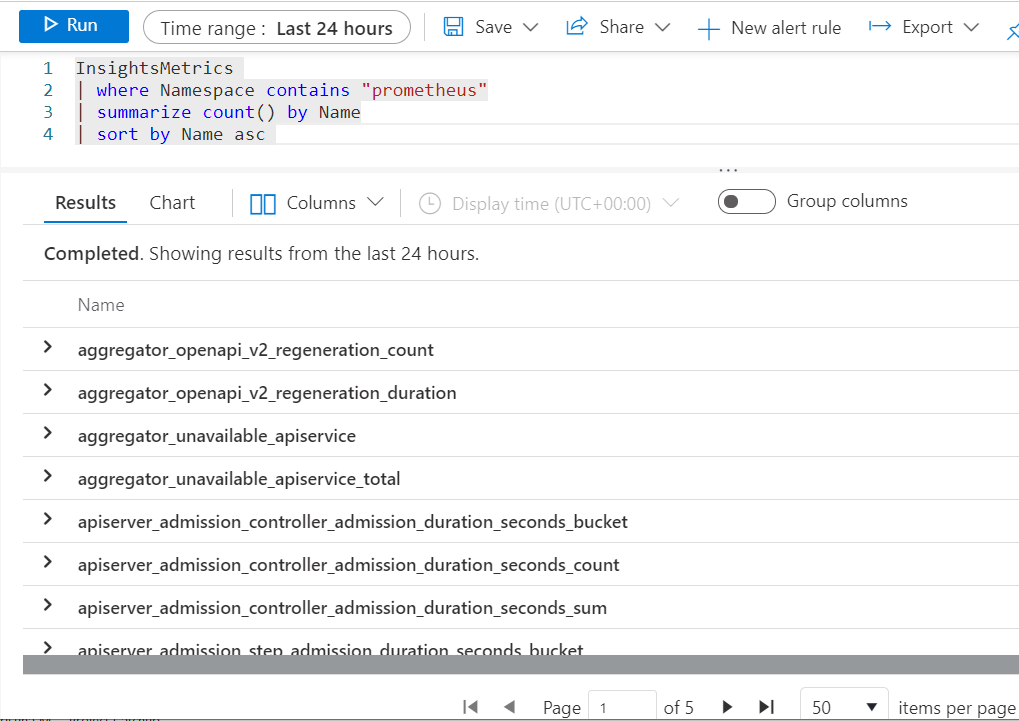 Run Time range : Last 24 hours Save Share New alert rule Export
1 InsightsMetrics
2 | where Namespace contains "prometheus"
3 | summarize count() by Name
4 | sort by Name asc
...
Results Chart Columns Display time (UTC+00:00) Group columns
Completed. Showing results from the last 24 hours.
Name
aggregator_openapi_v2_regeneration_count
aggregator_openapi_v2_regeneration_duration
aggregator_unavailable_apiservice
aggregator_unavailable_apiservice_total
apiserver_admission_controller_admission_duration_seconds_bucket
apiserver_admission_controller_admission_duration_seconds_count
apiserver_admission_controller_admission_duration_seconds_sum
apiserver_admission_step_admission_duration_seconds_bucket
Page 1 of 5 50 items per page